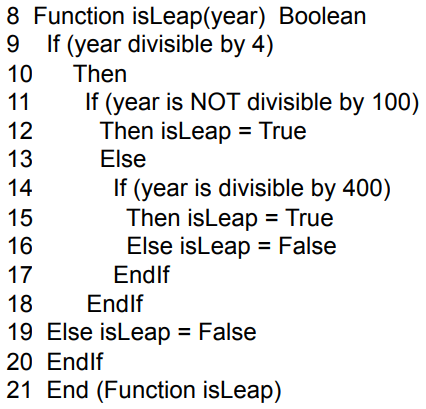 8 Function isLeap(year) Boolean
9 If (year divisible by 4)
10 Then
11 If (year is NOT divisible by 100)
12 Then isLeap = True
13 Else
14 If (year is divisible by 400)
15 Then isLeap = True
16 Else isLeap = False
17 EndIf
18 EndIf
19 Else isLeap = False
20 EndIf
21 End (Function isLeap)